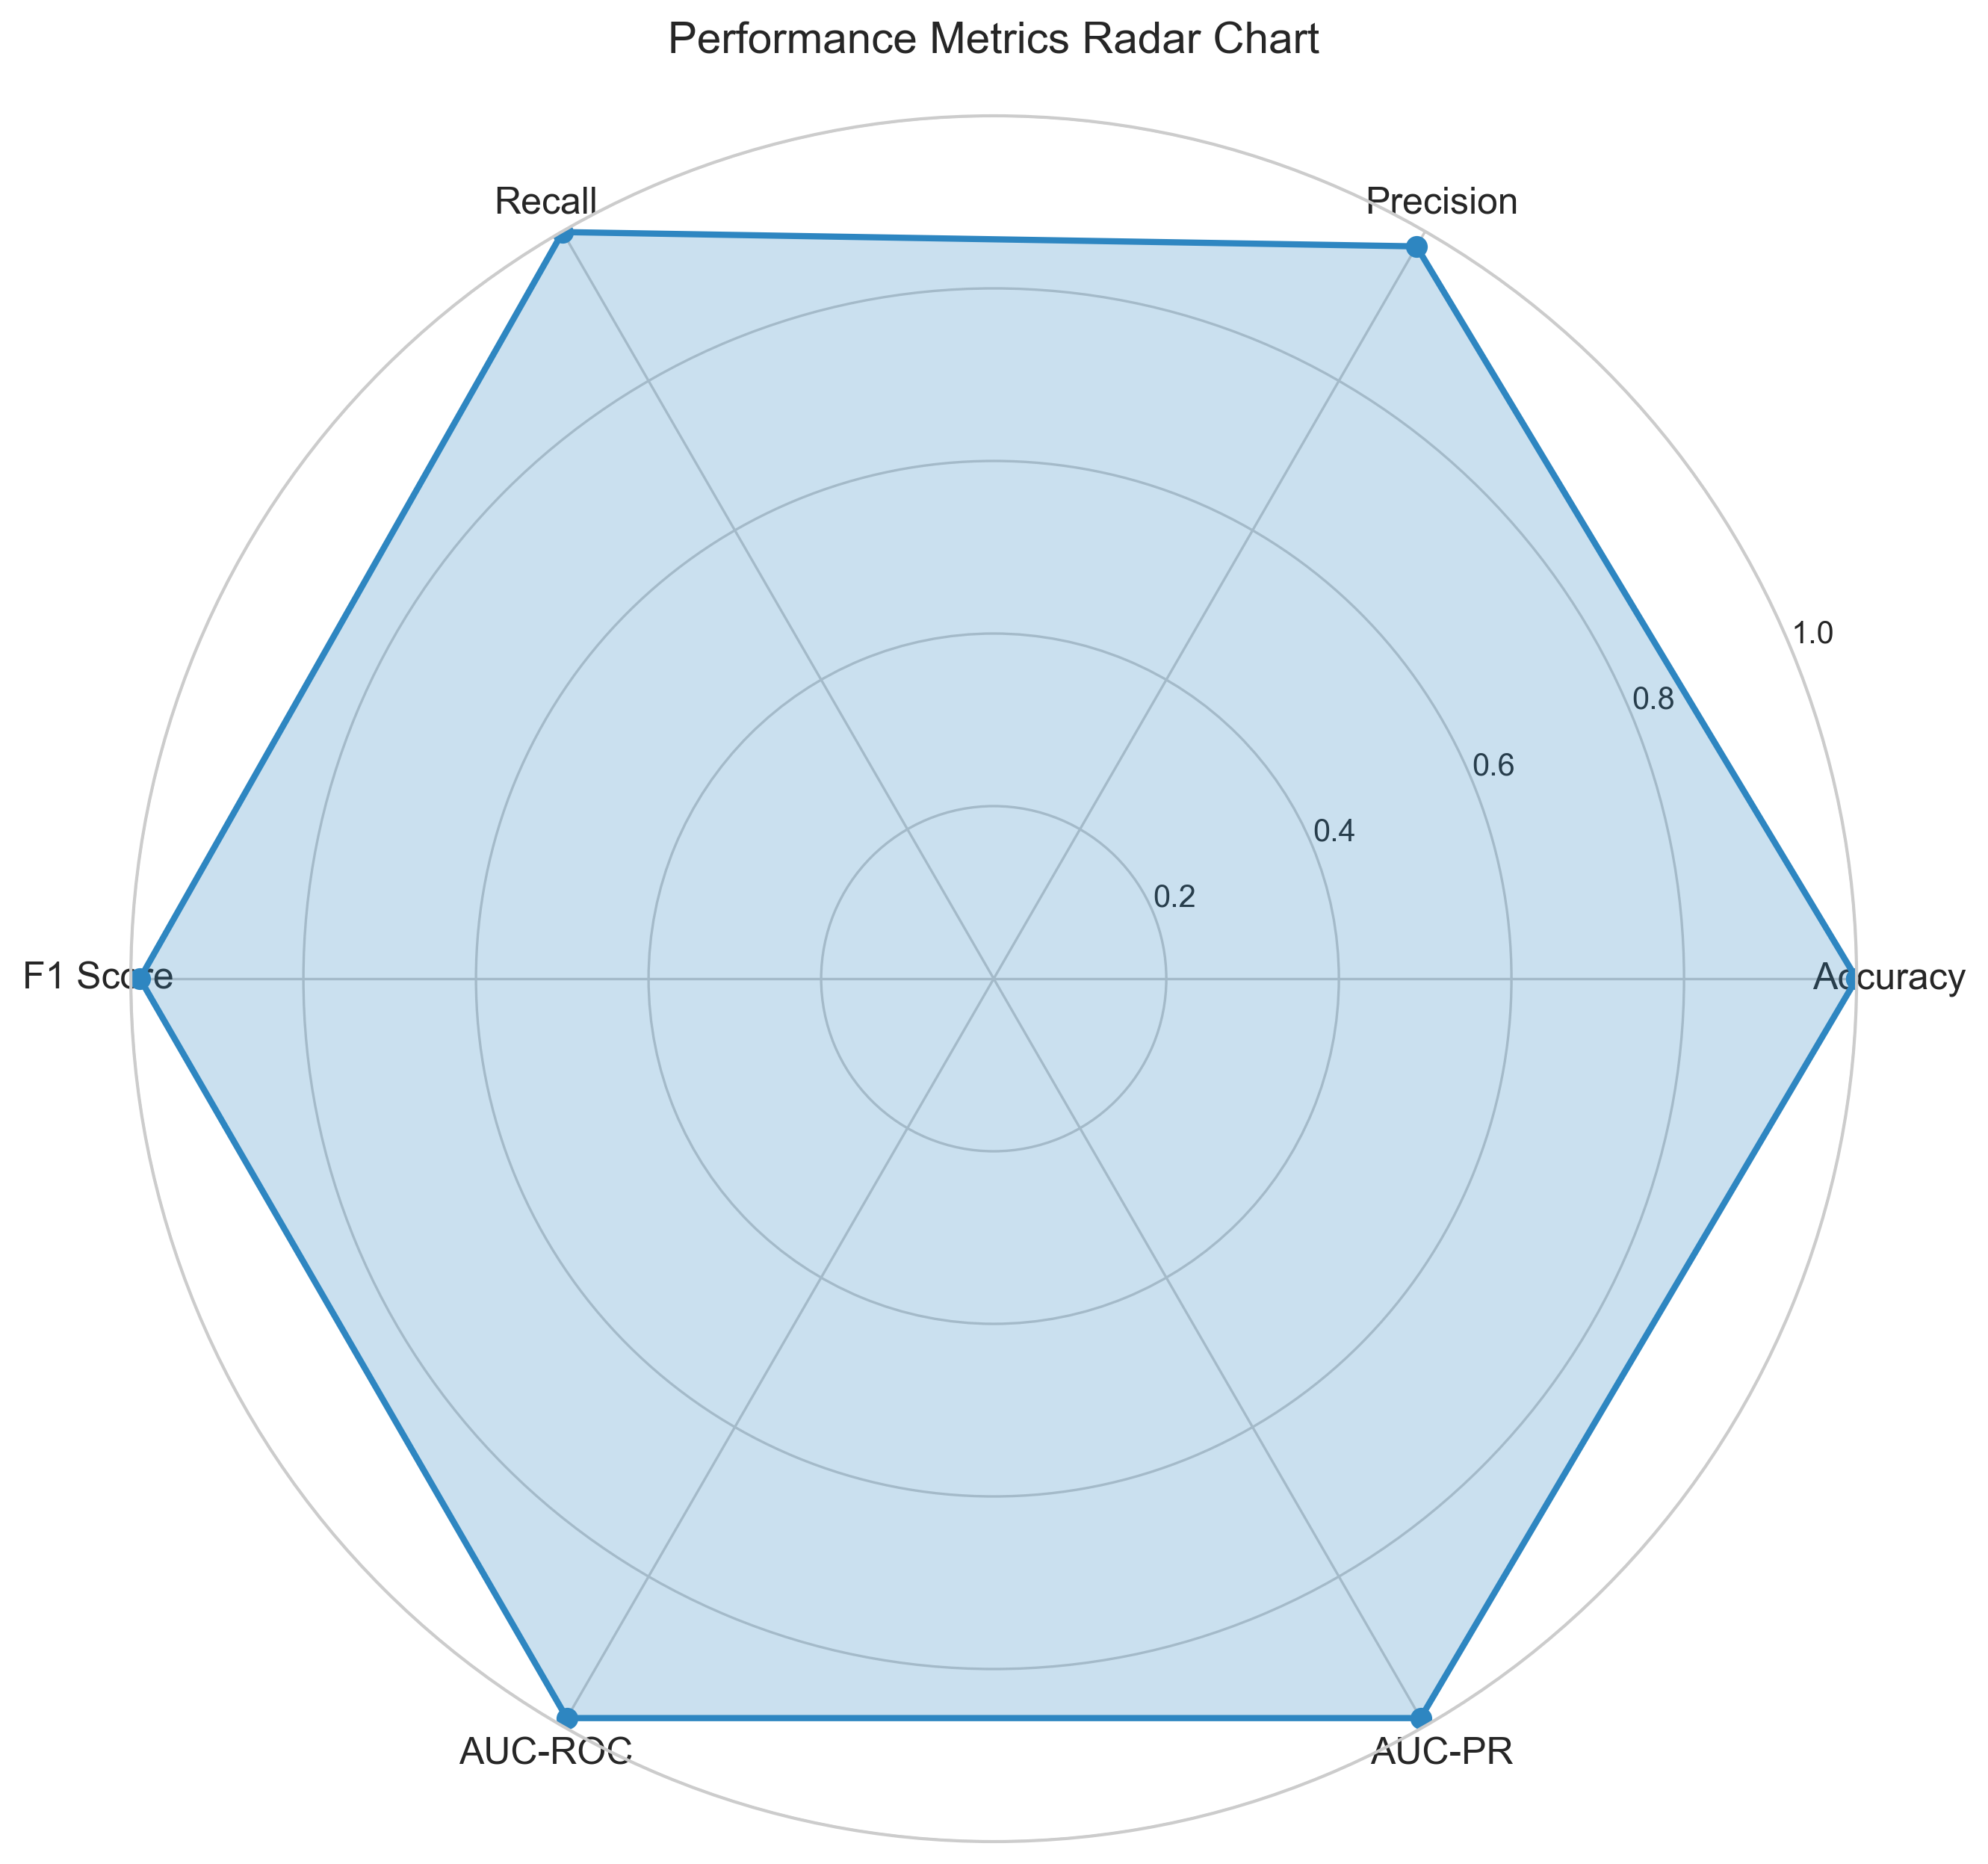 Performance Metrics Radar Chart
Recall
Precision
1.0
0.8
0.6
0.4
0.2
F1 Score
Accuracy
AUC-ROC
AUC-PR